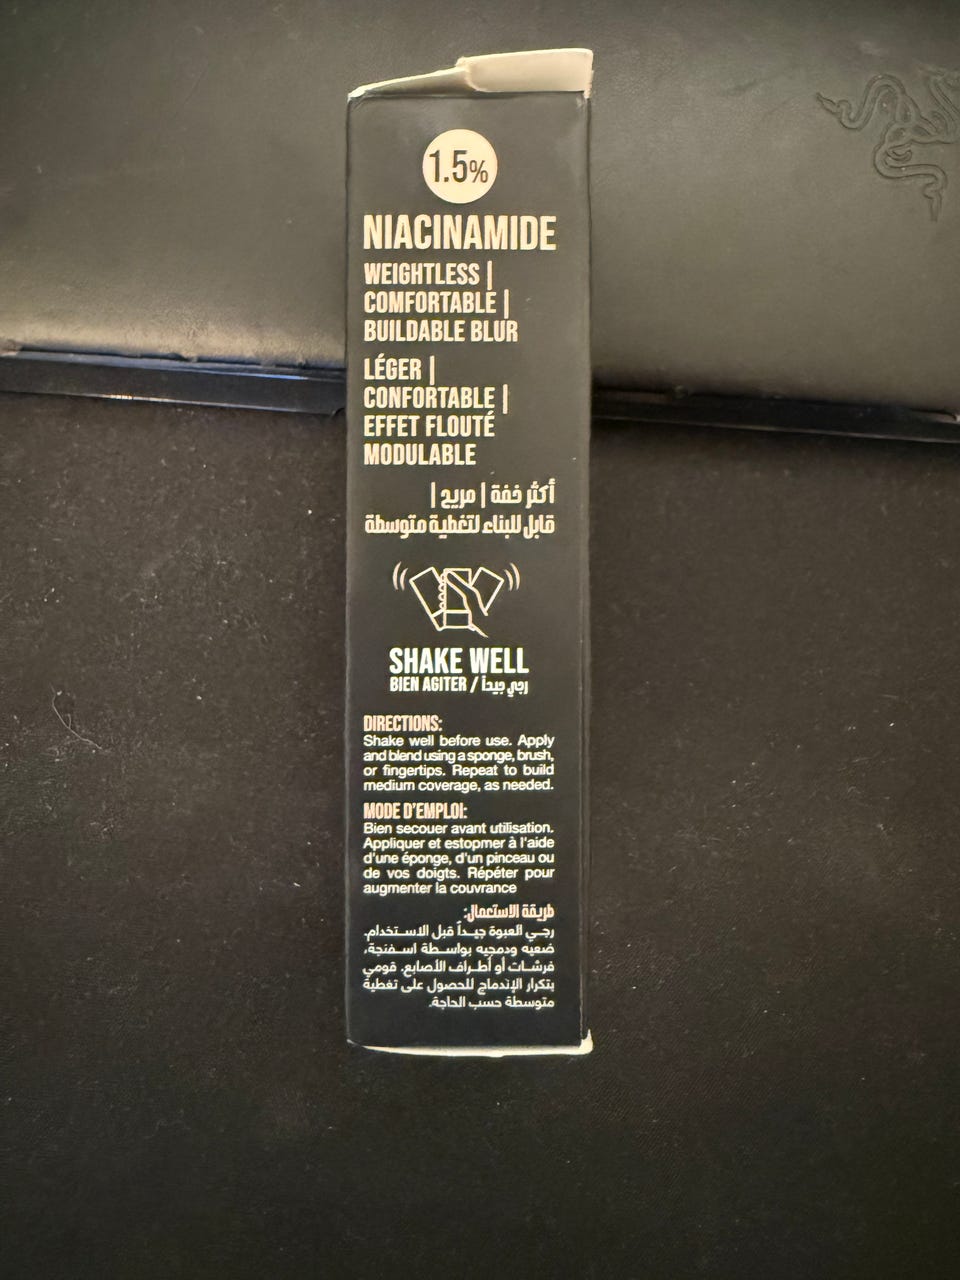 1.5%
NIACINAMIDE
WEIGHTLESS |
COMFORTABLE |
BUILDABLE BLUR
LÉGER |
CONFORTABLE |
EFFET FLOUTÉ
MODULABLE
أكثر خفة | مريح |
قابل للبناء لتغطية متوسطة
SHAKE WELL
BIEN AGITER / رجي جيداً
DIRECTIONS:
Shake well before use. Apply
and blend using a sponge, brush,
or fingertips. Repeat to build
medium coverage, as needed.
MODE D'EMPLOI:
Bien secouer avant utilisation.
Appliquer et estopmer à l'aide
d'une éponge, d'un pinceau ou
de vos doigts. Répéter pour
augmenter la couvrance
طريقة الاستعمال:
رجي العبوة جيداً قبل الاستخدام.
ضعيه ودمجيه بواسطة اسفنجة،
فرشات أو أطراف الأصابع. قومي
بتكرار الإندماج للحصول على تغطية
متوسطة حسب الحاجة.